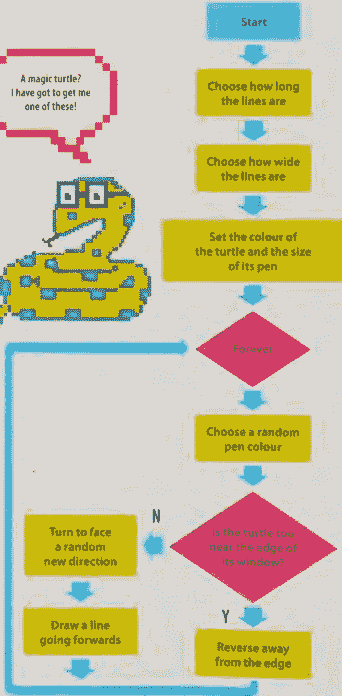 Start
A magic turtle?
I have got to get me
one of these!
Choose how long
the lines are
Choose how wide
the lines are
Set the colour of
the turtle and the size
of its pen
Forever
Choose a random
pen colour
Is the turtle too
near the edge of
its window?
N
Turn to face
a random
new direction
Draw a line
going forwards
Y
Reverse away
from the edge